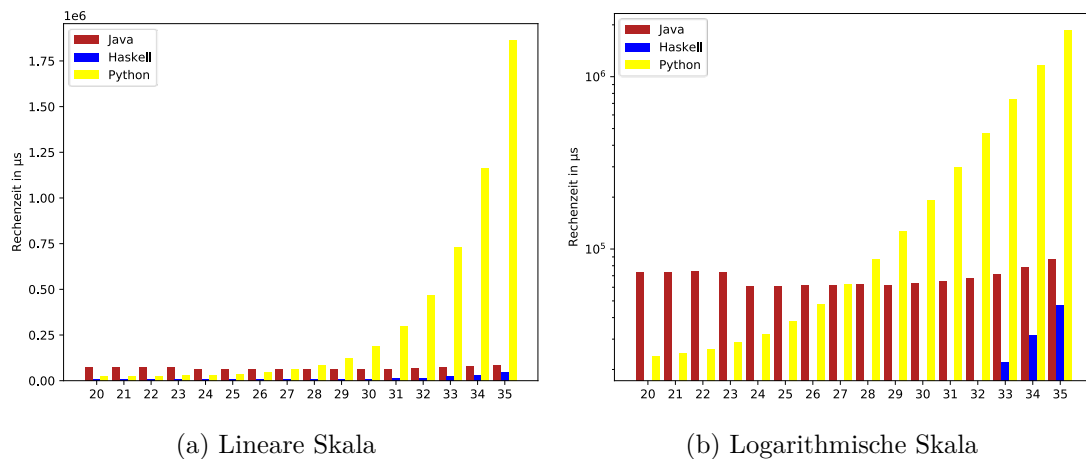 1e6
Java
Haskell
Python
Rechenzeit in µs
1.75
1.50
1.25
1.00
0.75
0.50
0.25
0.00
20 21 22 23 24 25 26 27 28 29 30 31 32 33 34 35
(a) Lineare Skala
Java
Haskell
Python
Rechenzeit in µs
10⁶
10⁵
20 21 22 23 24 25 26 27 28 29 30 31 32 33 34 35
(b) Logarithmische Skala